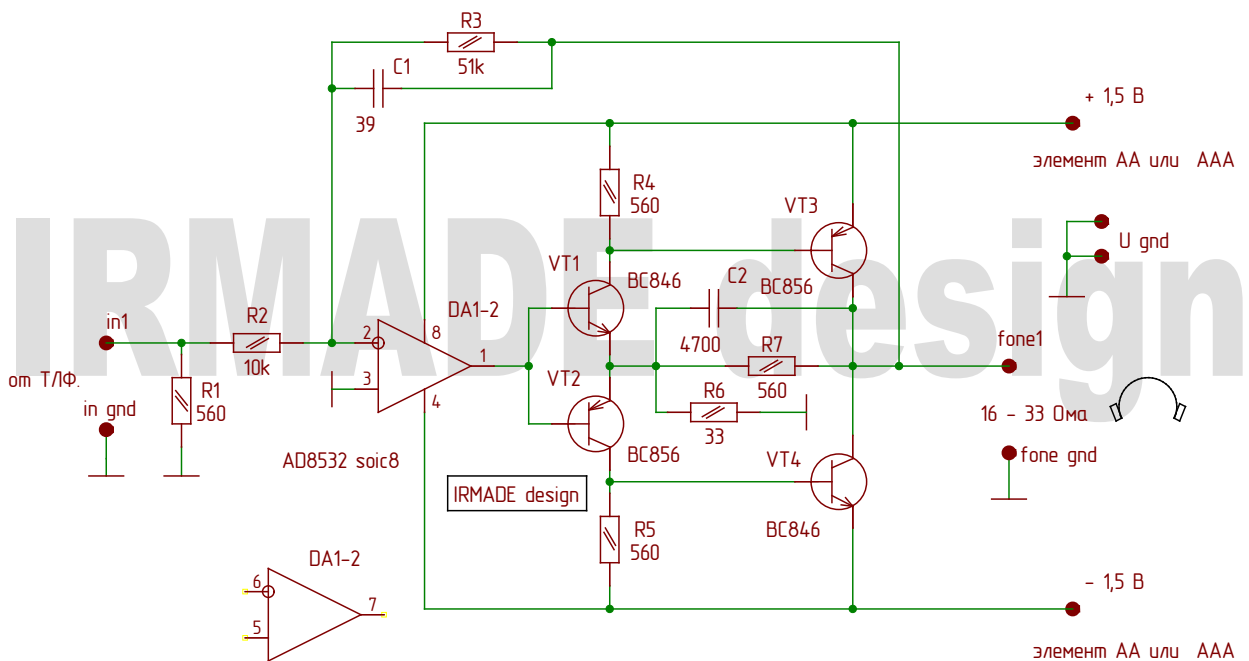 R3
51k
C1
39
+ 1,5 В
элемент АА или ААА
R4
560
VT3
U gnd
IRMADE design
VT1
BC846
C2
BC856
DA1-2
in1
R2
2
8
4700
R7
fone1
10k
1
560
от ТЛФ.
3
VT2
R6
R1
4
33
16 - 33 Ома
in gnd
560
BC856
VT4
fone gnd
AD8532 soic8
IRMADE design
R5
BC846
560
DA1-2
6
7
5
- 1,5 В
элемент АА или ААА